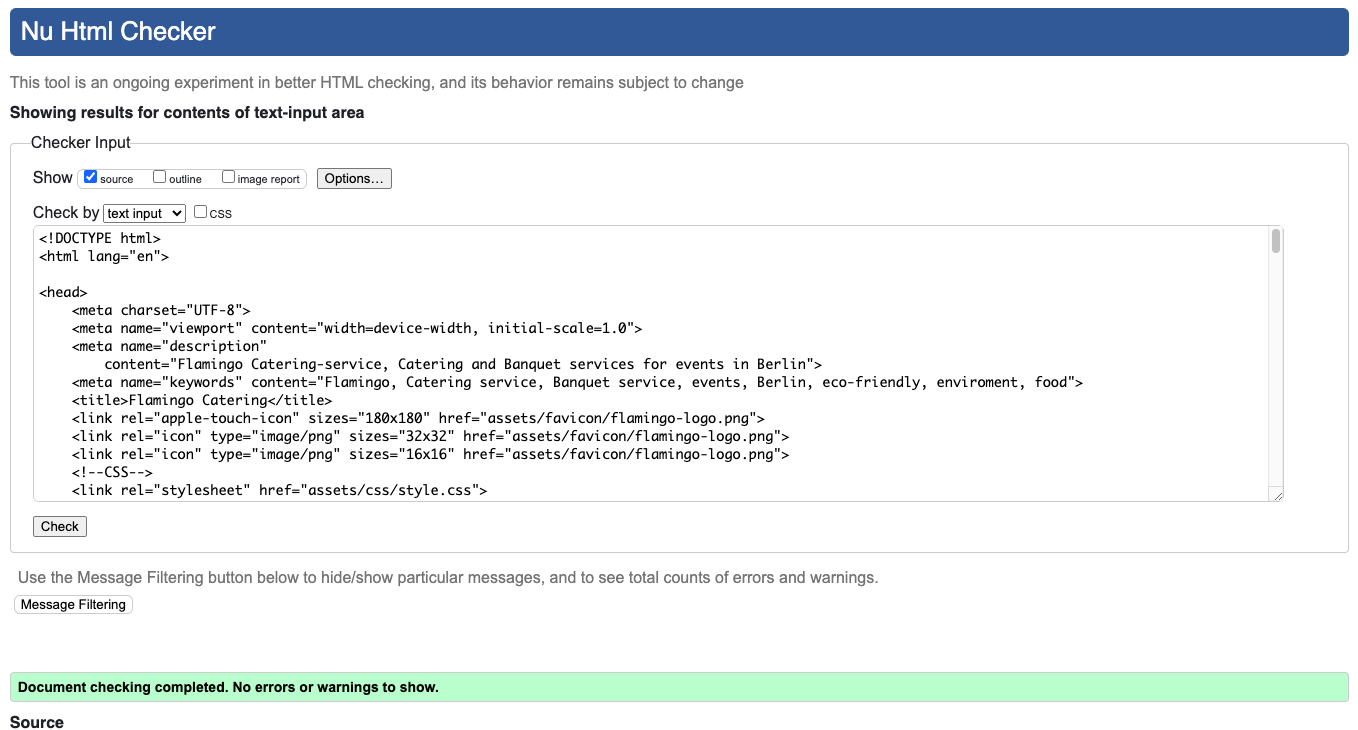 Nu Html Checker
This tool is an ongoing experiment in better HTML checking, and its behavior remains subject to change
Showing results for contents of text-input area
Checker Input
Show source outline image report Options...
Check by text input CSS
<!DOCTYPE html>
<html lang="en">
<head>
<meta charset="UTF-8">
<meta name="viewport" content="width=device-width, initial-scale=1.0">
<meta name="description"
content="Flamingo Catering-service, Catering and Banquet services for events in Berlin">
<meta name="keywords" content="Flamingo, Catering service, Banquet service, events, Berlin, eco-friendly, enviroment, food">
<title>Flamingo Catering</title>
<link rel="apple-touch-icon" sizes="180x180" href="assets/favicon/flamingo-logo.png">
<link rel="icon" type="image/png" sizes="32x32" href="assets/favicon/flamingo-logo.png">
<link rel="icon" type="image/png" sizes="16x16" href="assets/favicon/flamingo-logo.png">
<!--CSS-->
<link rel="stylesheet" href="assets/css/style.css">
Check
Use the Message Filtering button below to hide/show particular messages, and to see total counts of errors and warnings.
Message Filtering
Document checking completed. No errors or warnings to show.
Source